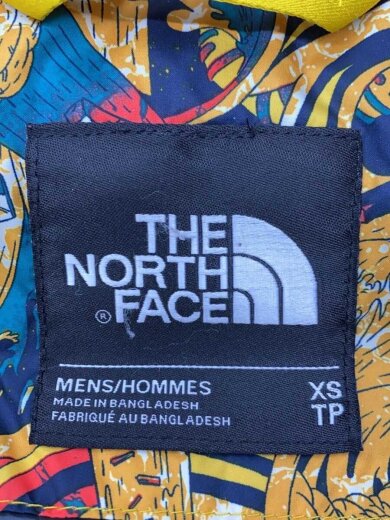 THE
NORTH
FACE
®
MENS/HOMMES XS
MADE IN BANGLADESH TP
FABRIQUÉ AU BANGLADESH